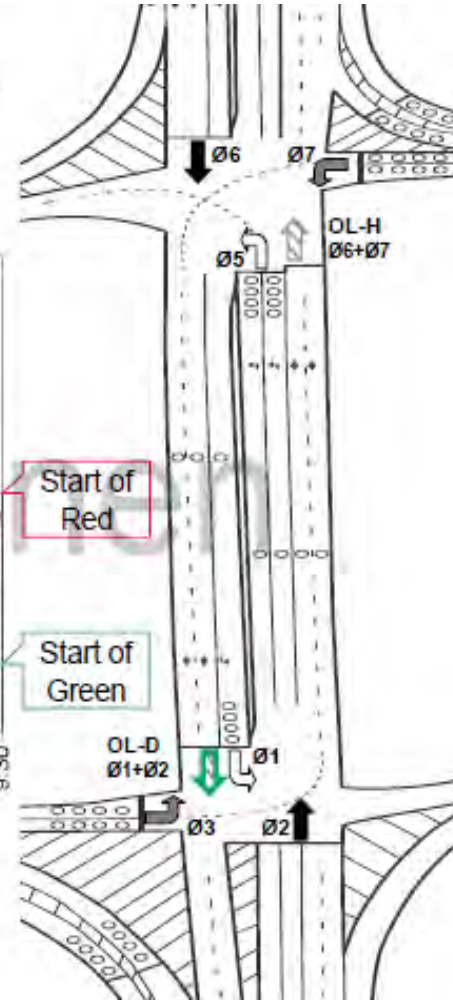 Ø6
Ø7
OL-H
Ø6+Ø7
Ø5
Start of
Red
Start of
Green
OL-D
Ø1+Ø2
Ø1
Ø3
Ø2